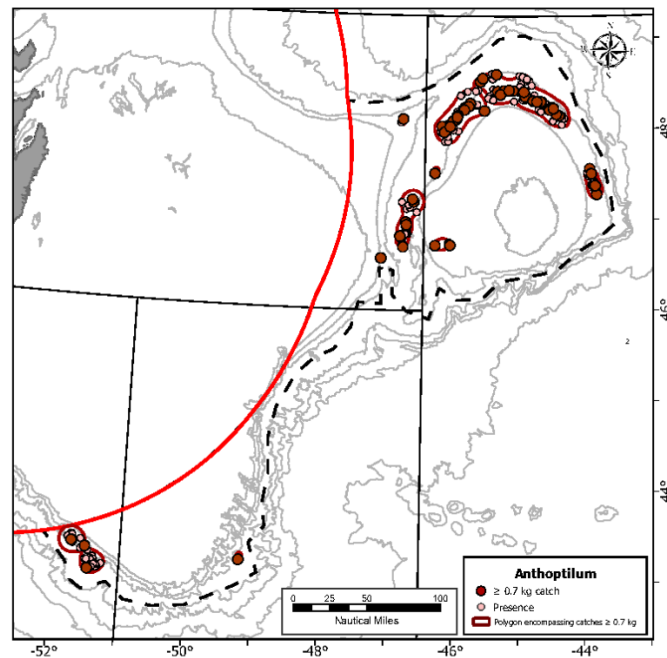 N
W
E
S
48°
46°
2
44°
Anthoptilum
≥ 0.7 kg catch
Presence
Polygon encompassing catches ≥ 0.7 kg
0 25 50 100
Nautical Miles
-52° -50° -48° -46° -44°